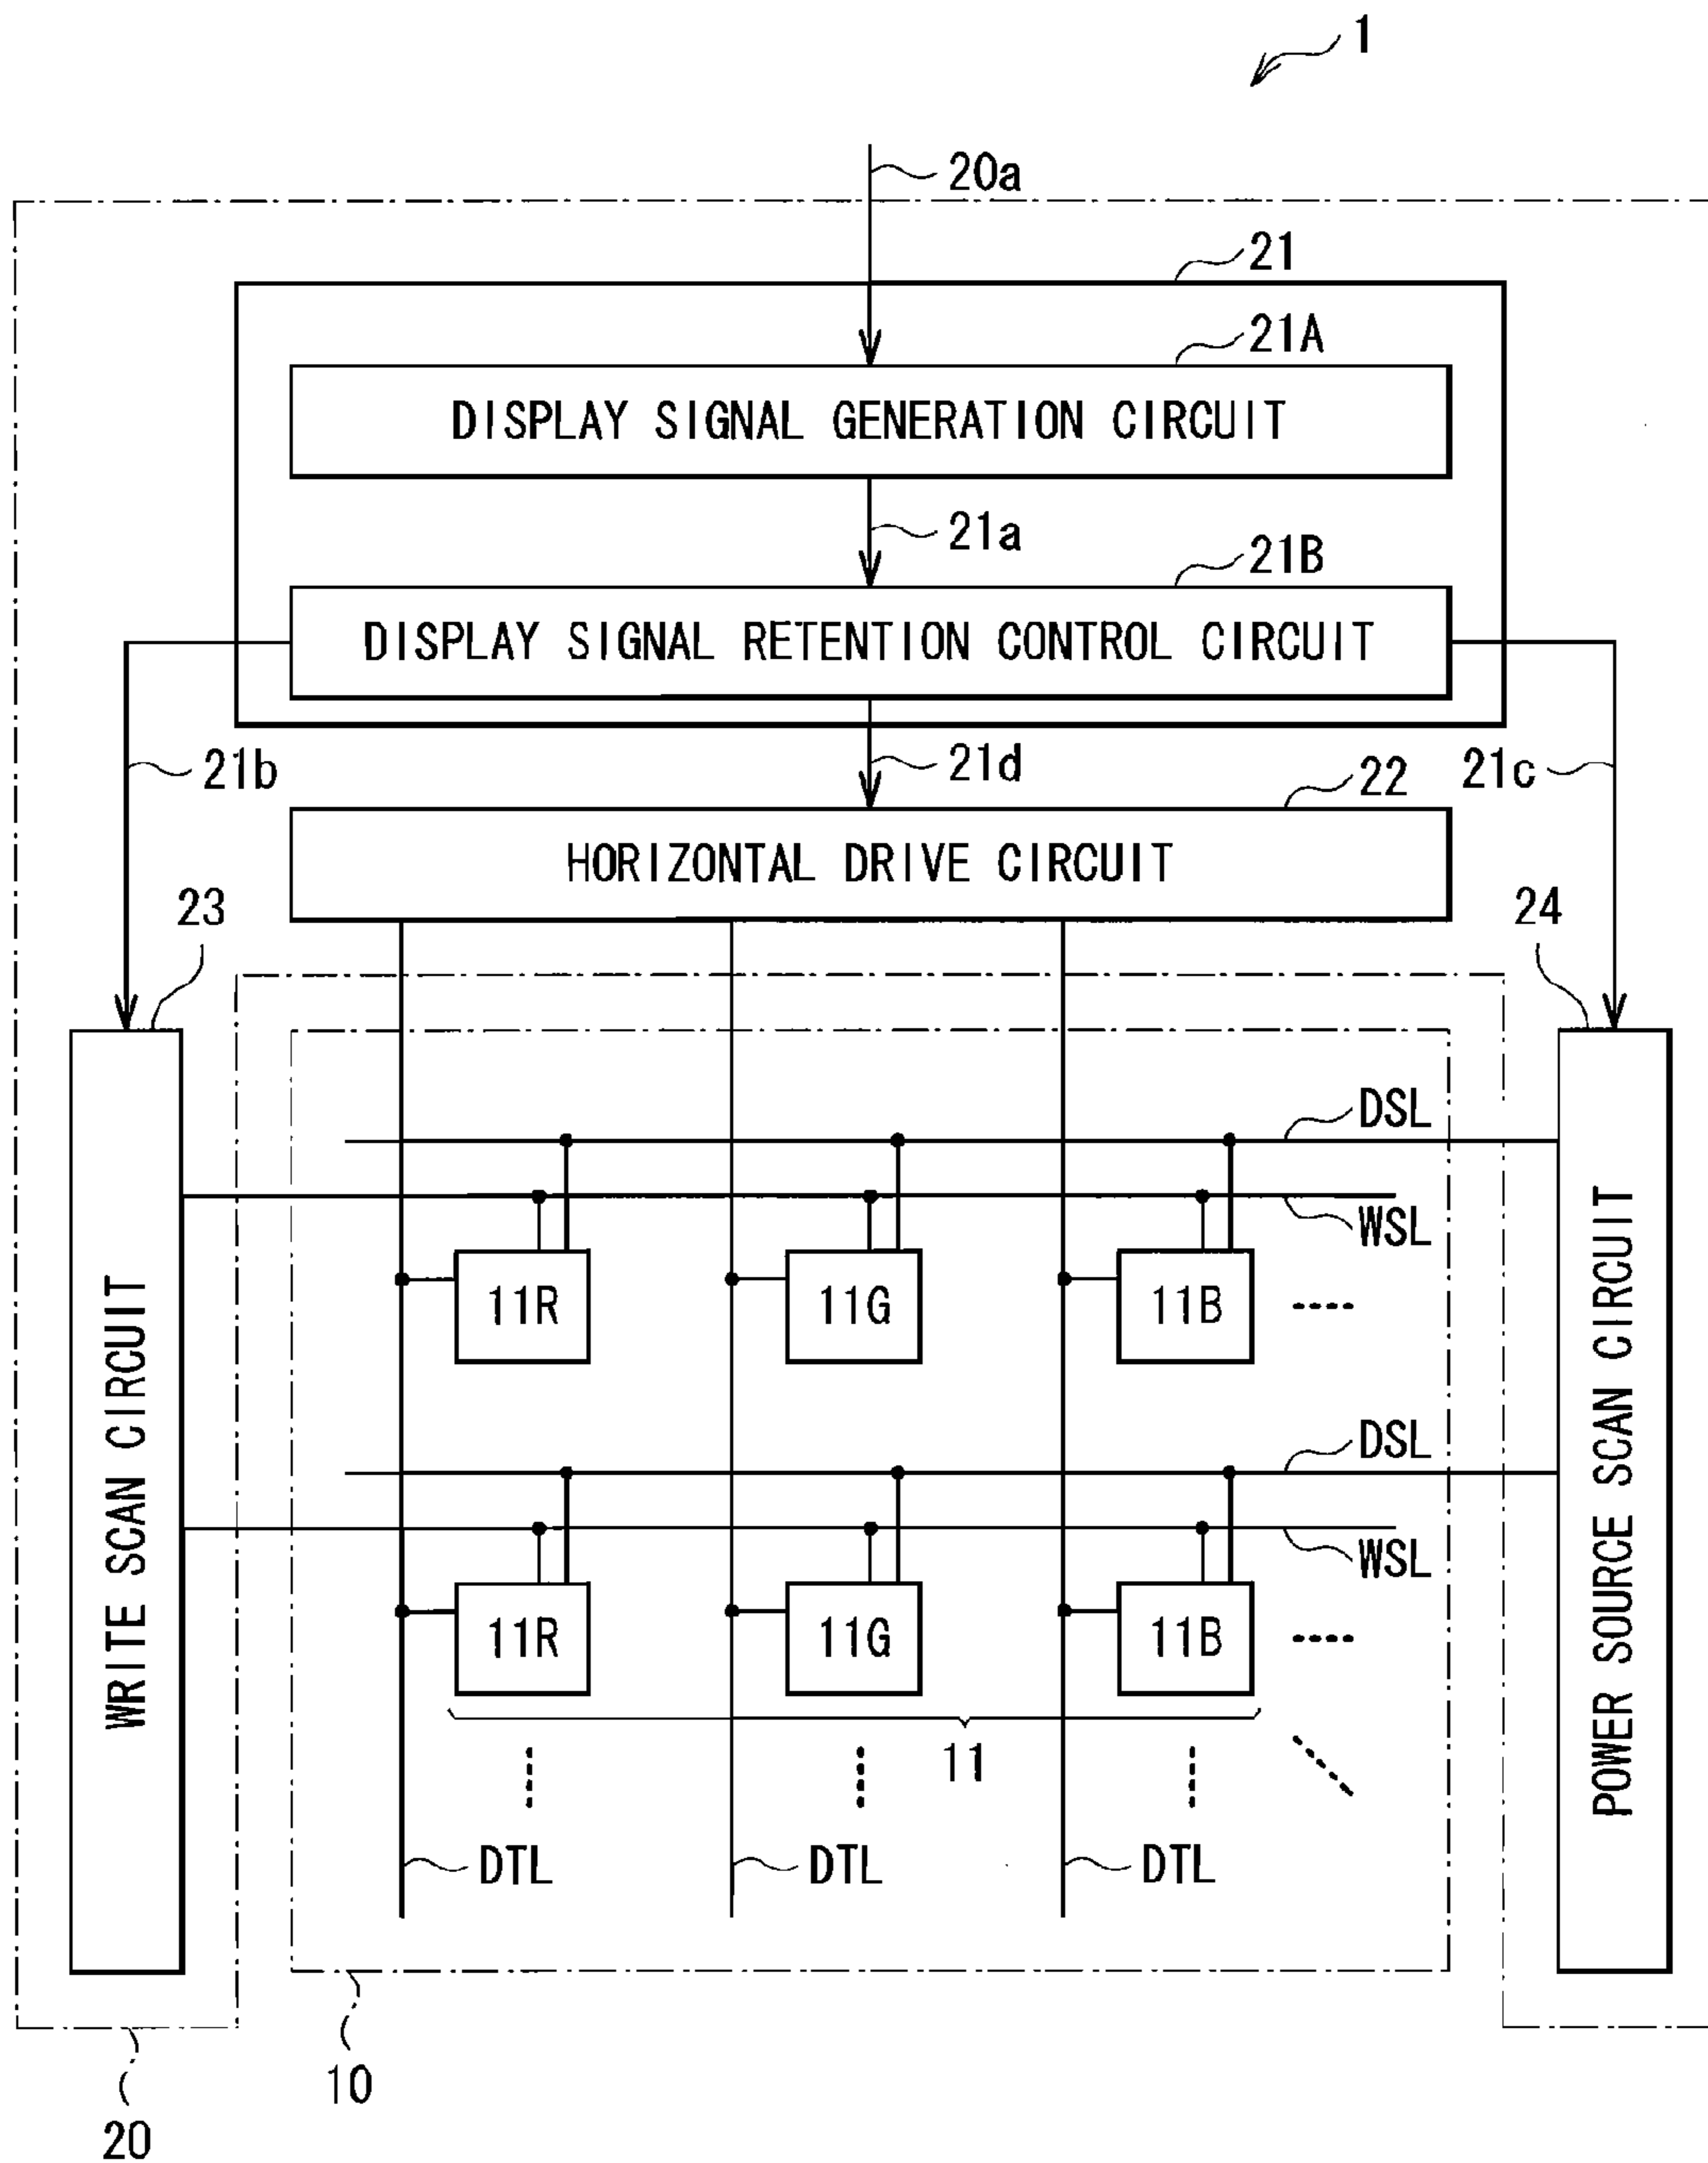 1
20a
21
21A
DISPLAY SIGNAL GENERATION CIRCUIT
21a
21B
DISPLAY SIGNAL RETENTION CONTROL CIRCUIT
21b
21d
21c
22
HORIZONTAL DRIVE CIRCUIT
23
24
DSL
WSL
11R
11G
11B
DSL
WSL
11R
11G
11B
11
WRITE SCAN CIRCUIT
POWER SOURCE SCAN CIRCUIT
DTL
DTL
DTL
10
20